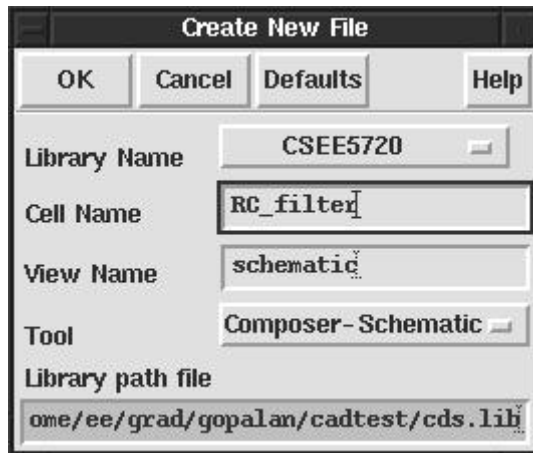 Create New File
OK Cancel Defaults Help
Library Name CSEE5720
Cell Name RC_filter
View Name schematic
Tool Composer-Schematic
Library path file
ome/ee/grad/gopalan/cadtest/cds.lib